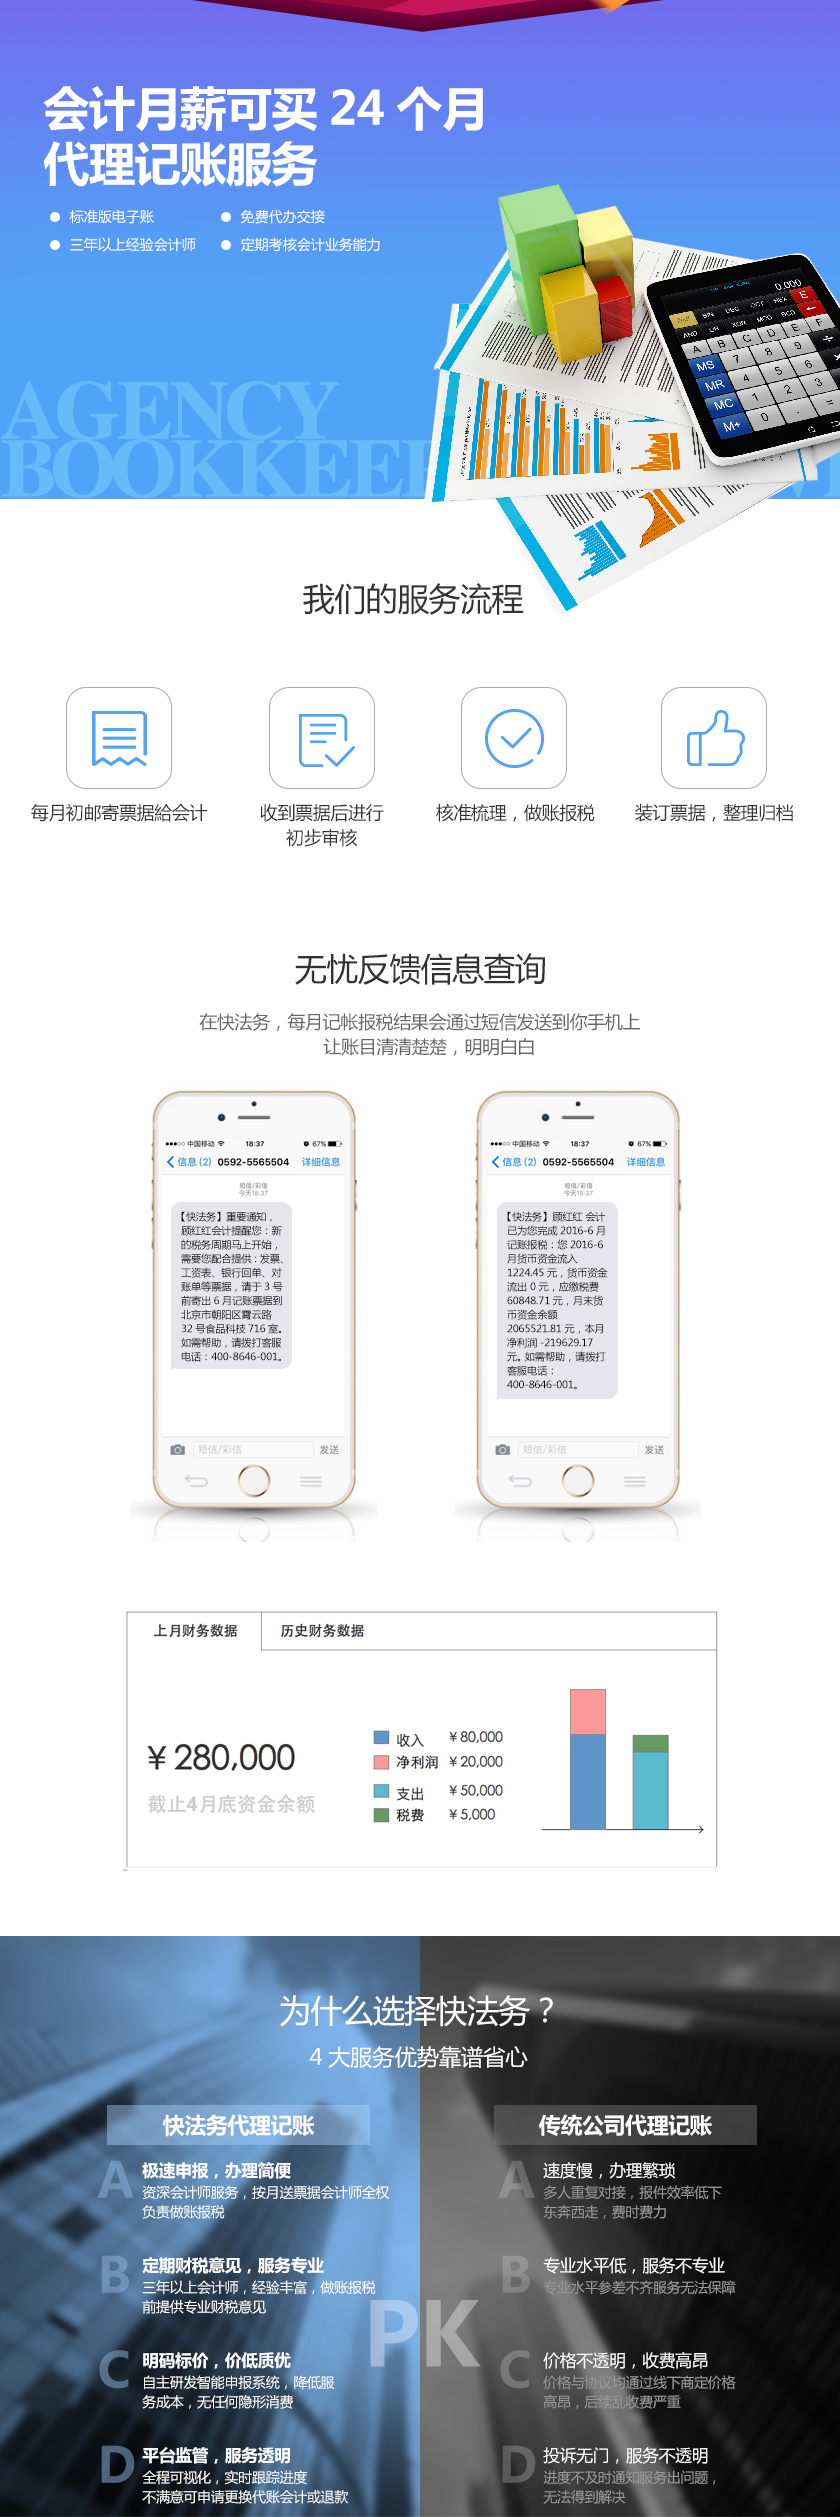 会计月薪可买 24 个月
代理记账服务
标准版电子账
免费代办交接
三年以上经验会计师
定期考核会计业务能力
AGENCY
BOOKKEEP
我们的服务流程
每月初邮寄票据給会计
收到票据后进行
初步审核
核准梳理，做账报税
装订票据，整理归档
无忧反馈信息查询
在快法务，每月记帐报税结果会通过短信发送到你手机上
让账目清清楚楚，明明白白
中国移动 18:37 67%
信息 (2) 0592-5565504 详细信息
短信/彩信
今天18:37
【快法务】重要通知，
顾红红会计提醒您：新
的税务周期马上开始，
需要您配合提供：发票、
工资表、银行回单、对
账单等票据，请于 3 号
前寄出 6 月记账票据到
北京市朝阳区霄云路
32 号食品科技 716 室。
如需帮助，请拨打客服
电话：400-8646-001。
短信/彩信 发送
中国移动 18:37 67%
信息 (2) 0592-5565504 详细信息
短信/彩信
今天18:37
【快法务】顾红红 会计
已为您完成 2016-6 月
记账报税：您 2016-6
月货币资金流入
1224.45 元，货币资金
流出 0 元，应缴税费
60848.71 元，月末货
币资金余额
2065521.81 元，本月
净利润 -219629.17
元。如需帮助，请拨打
客服电话：
400-8646-001。
短信/彩信 发送
上月财务数据 历史财务数据
¥ 280,000
截止4月底资金余额
收入 ¥ 80,000
净利润 ¥ 20,000
支出 ¥ 50,000
税费 ¥ 5,000
为什么选择快法务？
4 大服务优势靠谱省心
快法务代理记账
A 极速申报，办理简便
资深会计师服务，按月送票据会计师全权
负责做账报税
B 定期财税意见，服务专业
三年以上会计师，经验丰富，做账报税
前提供专业财税意见
C 明码标价，价低质优
自主研发智能申报系统，降低服
务成本，无任何隐形消费
D 平台监管，服务透明
全程可视化，实时跟踪进度
不满意可申请更换代账会计或退款
PK
传统公司代理记账
A 速度慢，办理繁琐
多人重复对接，报件效率低下
东奔西走，费时费力
B 专业水平低，服务不专业
专业水平参差不齐服务无法保障
C 价格不透明，收费高昂
价格与协议均通过线下商定价格
高昂，后续乱收费严重
D 投诉无门，服务不透明
进度不及时通知服务出问题，
无法得到解决